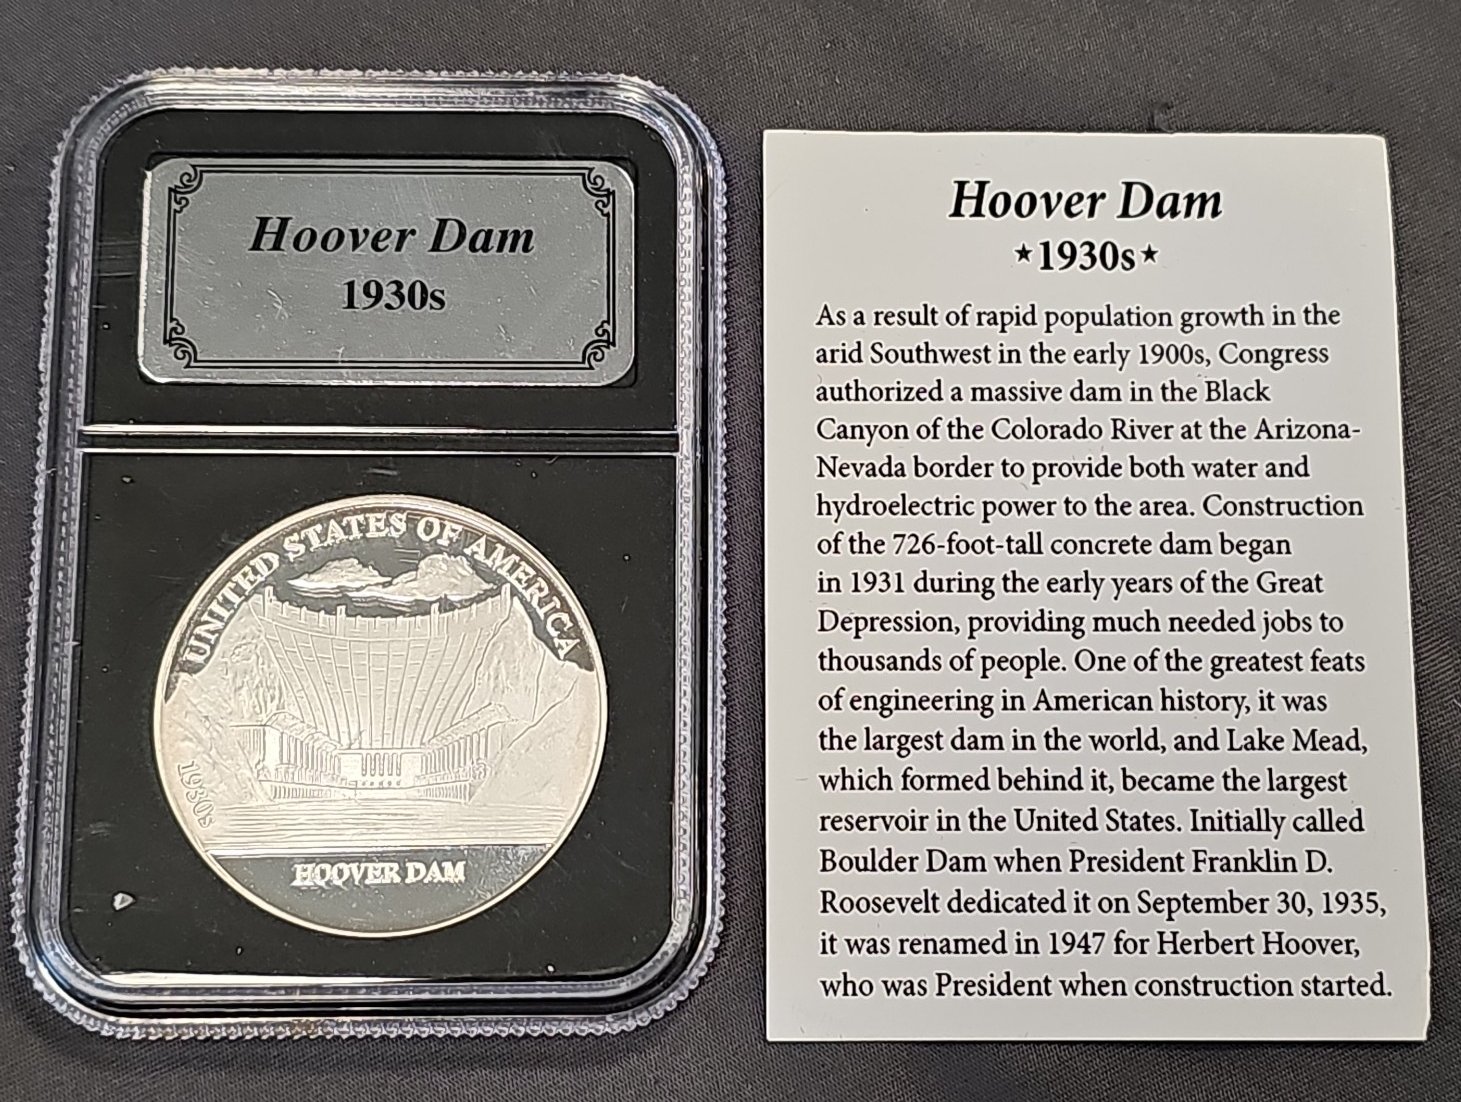 Hoover Dam
1930s
UNITED STATES OF AMERICA
1930s
HOOVER DAM
Hoover Dam
★1930s★
As a result of rapid population growth in the
arid Southwest in the early 1900s, Congress
authorized a massive dam in the Black
Canyon of the Colorado River at the Arizona-
Nevada border to provide both water and
hydroelectric power to the area. Construction
of the 726-foot-tall concrete dam began
in 1931 during the early years of the Great
Depression, providing much needed jobs to
thousands of people. One of the greatest feats
of engineering in American history, it was
the largest dam in the world, and Lake Mead,
which formed behind it, became the largest
reservoir in the United States. Initially called
Boulder Dam when President Franklin D.
Roosevelt dedicated it on September 30, 1935,
it was renamed in 1947 for Herbert Hoover,
who was President when construction started.